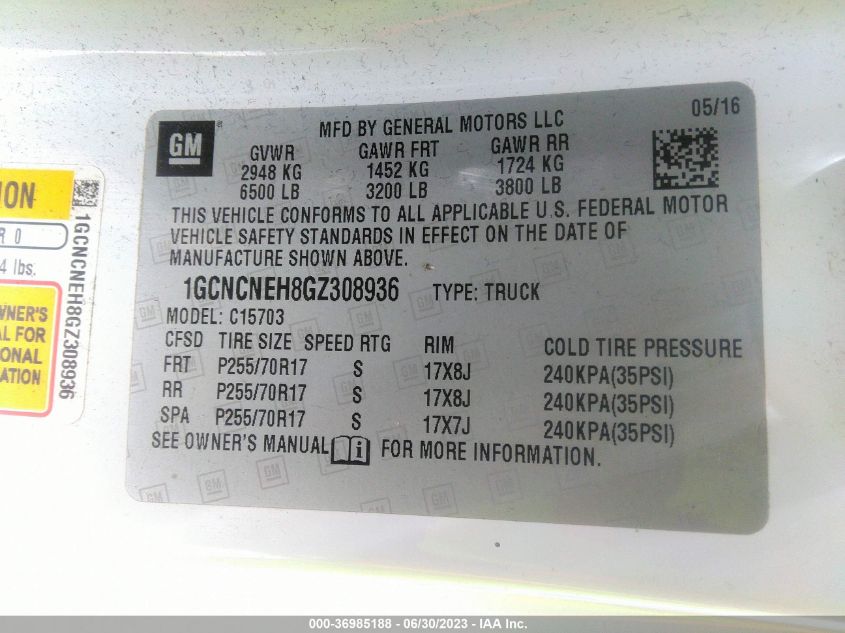 GM
MFD BY GENERAL MOTORS LLC
05/16
GVWR GAWR FRT GAWR RR
2948 KG 1452 KG 1724 KG
6500 LB 3200 LB 3800 LB
THIS VEHICLE CONFORMS TO ALL APPLICABLE U.S. FEDERAL MOTOR
VEHICLE SAFETY STANDARDS IN EFFECT ON THE DATE OF
MANUFACTURE SHOWN ABOVE.
1GCNCNEH8GZ308936 TYPE: TRUCK
MODEL: C15703
CFSD TIRE SIZE SPEED RTG RIM COLD TIRE PRESSURE
FRT P255/70R17 S 17X8J 240KPA(35PSI)
RR P255/70R17 S 17X8J 240KPA(35PSI)
SPA P255/70R17 S 17X7J 240KPA(35PSI)
SEE OWNER'S MANUAL i FOR MORE INFORMATION.
ION
R 0
4 lbs.
OWNER'S
AL FOR
IONAL
ATION
1GCNCNEH8GZ308936
000-36985188 - 06/30/2023 - IAA Inc.